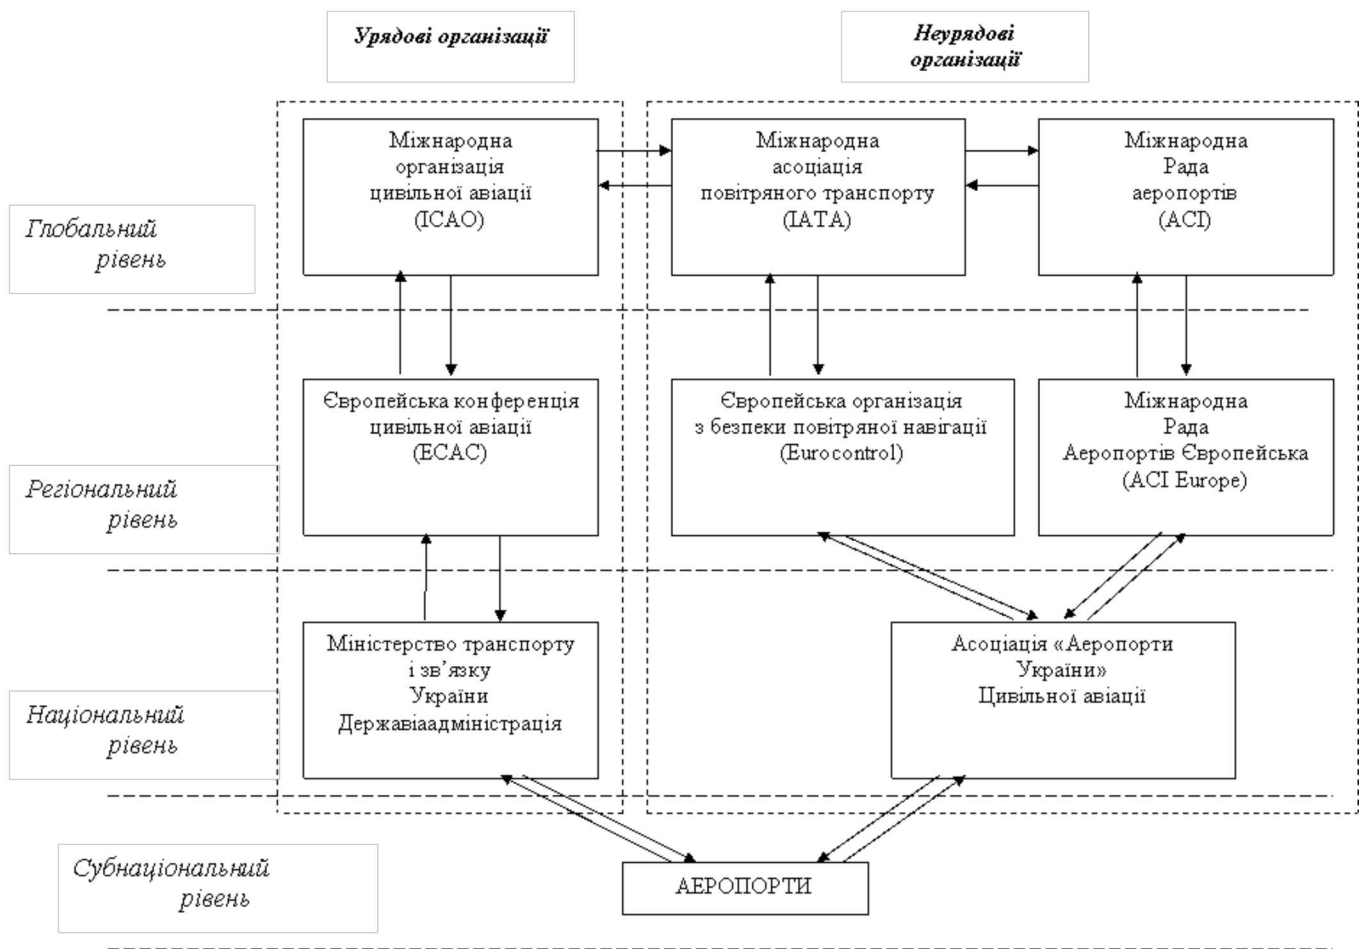 Урядові організації
Неурядові
організації
Глобальний
рівень
Міжнародна
організація
цивільної авіації
(ICAO)
Міжнародна
асоціація
повітряного транспорту
(IATA)
Міжнародна
Рада
аеропортів
(ACI)
Регіональний
рівень
Європейська конференція
цивільної авіації
(ECAC)
Європейська організація
з безпеки повітряної навігації
(Eurocontrol)
Міжнародна
Рада
Аеропортів Європейська
(ACI Europe)
Національний
рівень
Міністерство транспорту
і зв’язку
України
Державіаадміністрація
Асоціація «Аеропорти
України»
Цивільної авіації
Субнаціональний
рівень
АЕРОПОРТИ